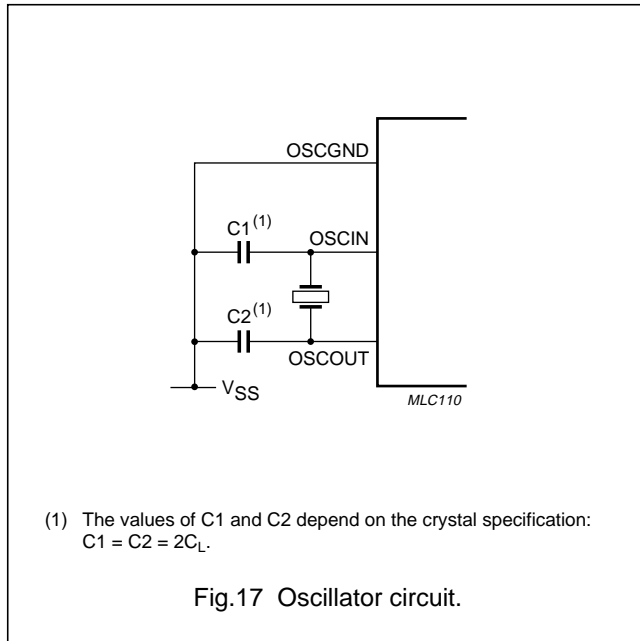 OSCGND
C1(1)
OSCIN
C2(1)
OSCOUT
VSS
MLC110
(1) The values of C1 and C2 depend on the crystal specification:
C1 = C2 = 2CL.
Fig.17 Oscillator circuit.